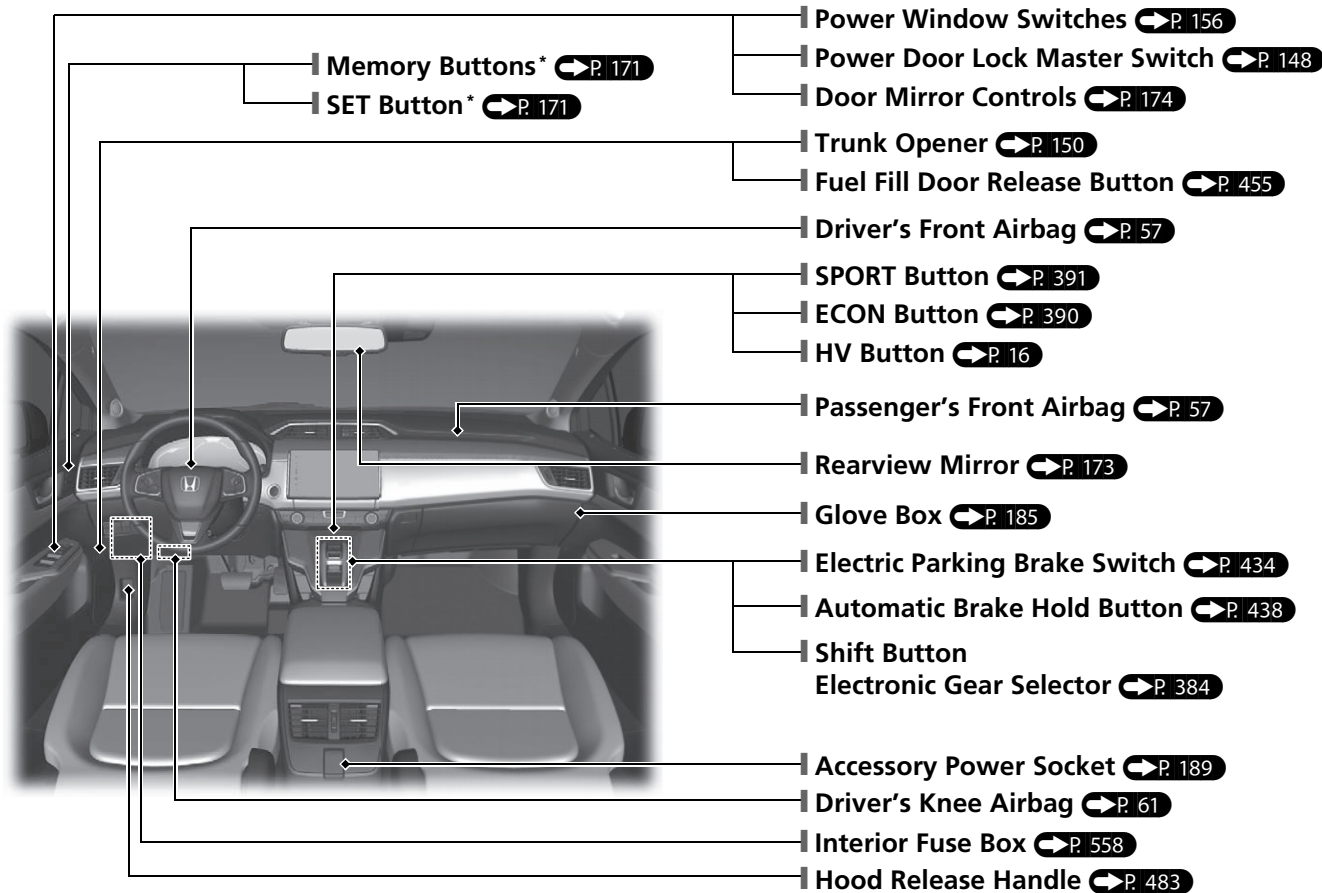 Power Window Switches P. 156
Power Door Lock Master Switch P. 148
Door Mirror Controls P. 174
Memory Buttons* P. 171
SET Button* P. 171
Trunk Opener P. 150
Fuel Fill Door Release Button P. 455
Driver's Front Airbag P. 57
SPORT Button P. 391
ECON Button P. 390
HV Button P. 16
Passenger's Front Airbag P. 57
Rearview Mirror P. 173
Glove Box P. 185
Electric Parking Brake Switch P. 434
Automatic Brake Hold Button P. 438
Shift Button
Electronic Gear Selector P. 384
Accessory Power Socket P. 189
Driver's Knee Airbag P. 61
Interior Fuse Box P. 558
Hood Release Handle P. 483